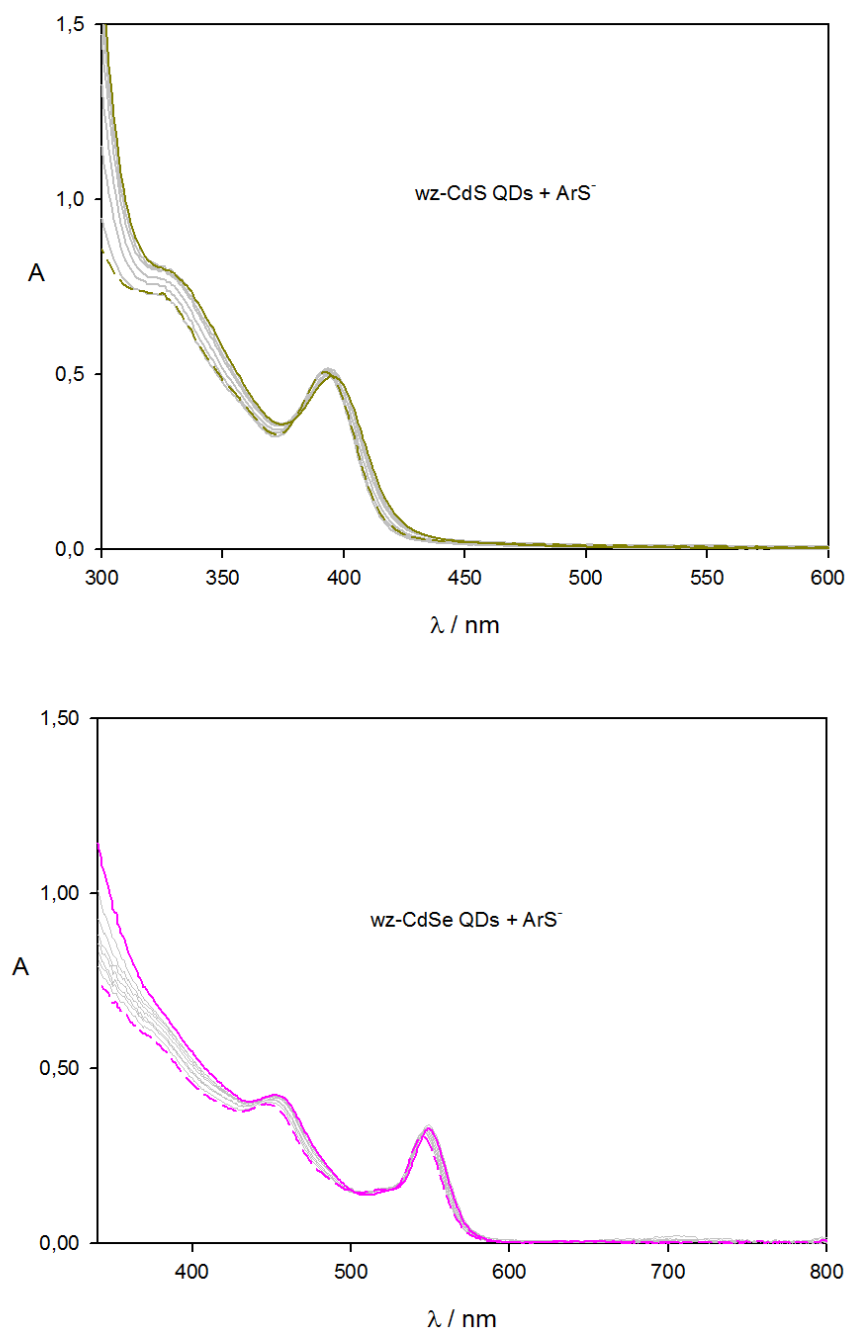 1,5
wz-CdS QDs + ArS⁻
1,0
A
0,5
0,0
300 350 400 450 500 550 600
λ / nm
1,50
1,00
wz-CdSe QDs + ArS⁻
A
0,50
0,00
400 500 600 700 800
λ / nm